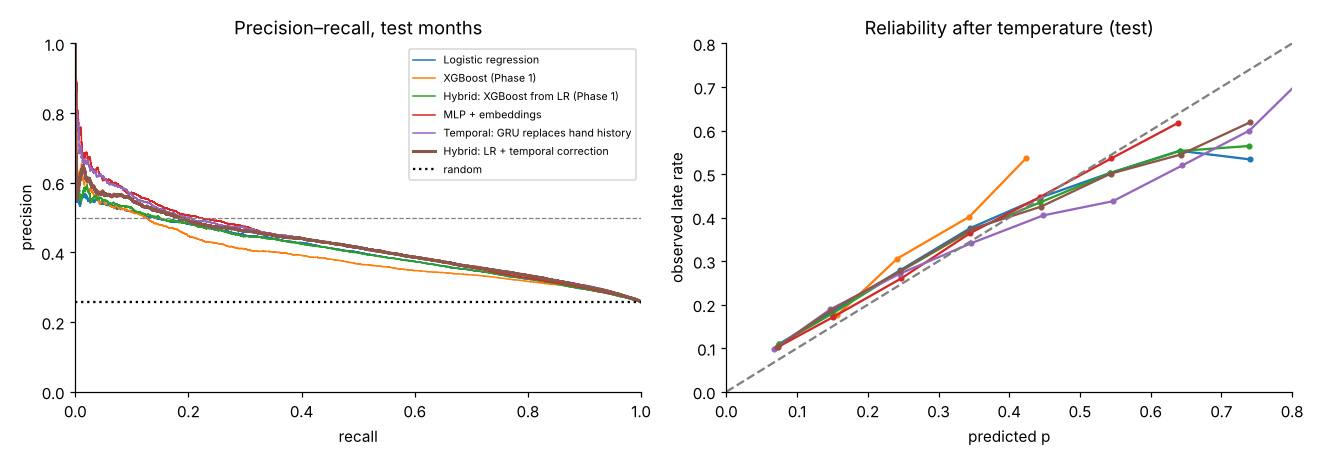 Precision–recall, test months
1.0
0.8
0.6
0.4
0.2
0.0
precision
0.0 0.2 0.4 0.6 0.8 1.0
recall
Logistic regression
XGBoost (Phase 1)
Hybrid: XGBoost from LR (Phase 1)
MLP + embeddings
Temporal: GRU replaces hand history
Hybrid: LR + temporal correction
random
Reliability after temperature (test)
0.8
0.7
0.6
0.5
0.4
0.3
0.2
0.1
0.0
observed late rate
0.0 0.1 0.2 0.3 0.4 0.5 0.6 0.7 0.8
predicted p